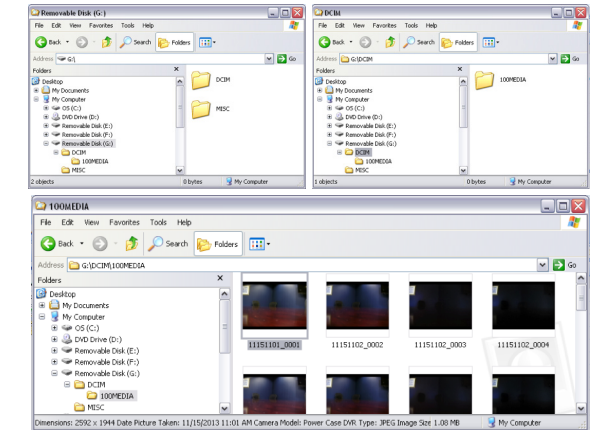 Removable Disk (G:)
File Edit View Favorites Tools Help
Back Search Folders
Address G:\ Go
Folders
Desktop
My Documents
My Computer
OS (C:)
DVD Drive (D:)
Removable Disk (E:)
Removable Disk (F:)
Removable Disk (G:)
DCIM
100MEDIA
MISC
DCIM
MISC
2 objects 0 bytes My Computer
DCIM
File Edit View Favorites Tools Help
Back Search Folders
Address G:\DCIM Go
Folders
Desktop
My Documents
My Computer
OS (C:)
DVD Drive (D:)
Removable Disk (E:)
Removable Disk (F:)
Removable Disk (G:)
DCIM
100MEDIA
MISC
100MEDIA
1 objects 0 bytes My Computer
100MEDIA
File Edit View Favorites Tools Help
Back Search Folders
Address G:\DCIM\100MEDIA Go
Folders
Desktop
My Documents
My Computer
OS (C:)
DVD Drive (D:)
Removable Disk (E:)
Removable Disk (F:)
Removable Disk (G:)
DCIM
100MEDIA
MISC
11151101_0001 11151102_0002 11151102_0003 11151102_0004
Dimensions: 2592 x 1944 Date Picture Taken: 11/15/2013 11:01 AM Camera Model: Power Case DVR Type: JPEG Image Size 1.08 MB My Computer